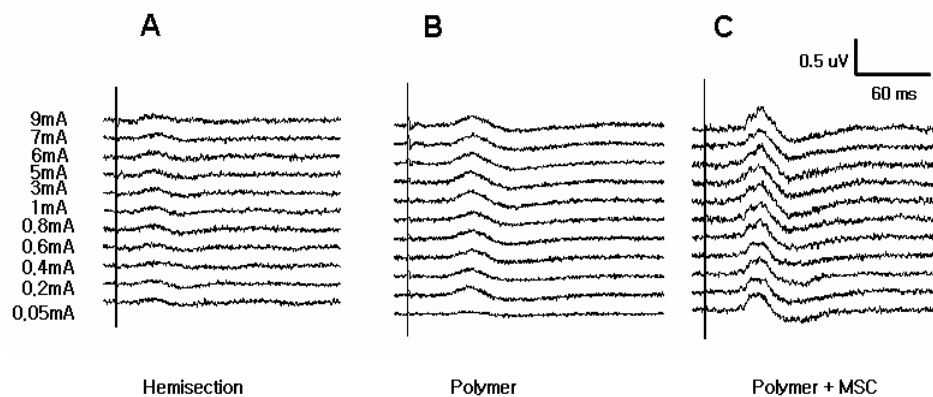 A B C
0.5 uV
60 ms
9mA
7mA
6mA
5mA
3mA
1mA
0.8mA
0.6mA
0.4mA
0.2mA
0.05mA
Hemisection Polymer Polymer + MSC